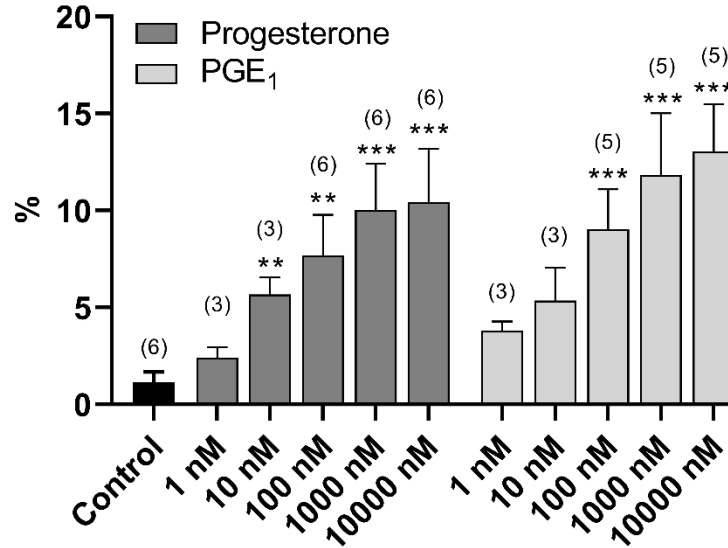 20
15
10
5
0
%
Progesterone
PGE₁
(6)
(3)
(3)
**
(6)
**
(6)
***
(6)
***
(3)
(3)
(5)
***
(5)
***
(5)
***
Control
1 nM
10 nM
100 nM
1000 nM
10000 nM
1 nM
10 nM
100 nM
1000 nM
10000 nM